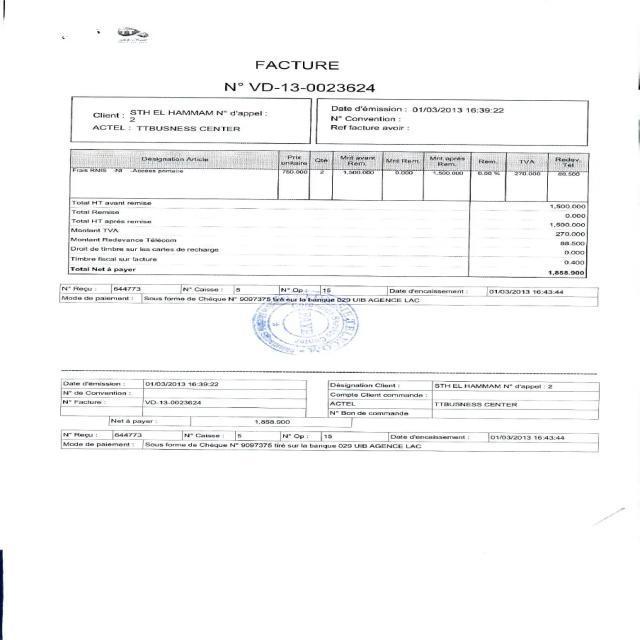 FACTURE
N° VD-13-0023624
Client : STH EL HAMMAM N° d'appel :
2
ACTEL : TTBUSNESS CENTER
Date d'émission : 01/03/2013 16:39:22
N° Convention :
Ref facture avoir :
Désignation Article Prix unitaire Qté Mnt avant Rem. Mnt Rem. Mnt après Rem. Rem. TVA Redev. Tél
Frais RNIS -NI -Accées primaire 750.000 2 1,500.000 0.000 1,500.000 0.00 % 270.000 88.500
Total HT avant remise 1,500.000
Total Remise 0.000
Total HT après remise 1,500.000
Montant TVA 270.000
Montant Redevance Télécom 88.500
Droit de timbre sur les cartes de recharge 0.000
Timbre fiscal sur facture 0.400
Total Net à payer 1,858.900
N° Reçu : 644773 N° Caisse : 5 N° Op : 15 Date d'encaissement : 01/03/2013 16:43:44
Mode de paiement : Sous forme de Chéque N° 9097375 tiré sur la banque 029 UIB AGENCE LAC
Date d'émission : 01/03/2013 16:39:22
N° de Convention :
N° Facture : VD-13-0023624
Désignation Client : STH EL HAMMAM N° d'appel : 2
Compte Client commande :
ACTEL TTBUSNESS CENTER
N° Bon de commande
Net à payer : 1,858.900
N° Reçu : 644773 N° Caisse : 5 N° Op : 15 Date d'encaissement : 01/03/2013 16:43:44
Mode de paiement : Sous forme de Chéque N° 9097375 tiré sur la banque 029 UIB AGENCE LAC